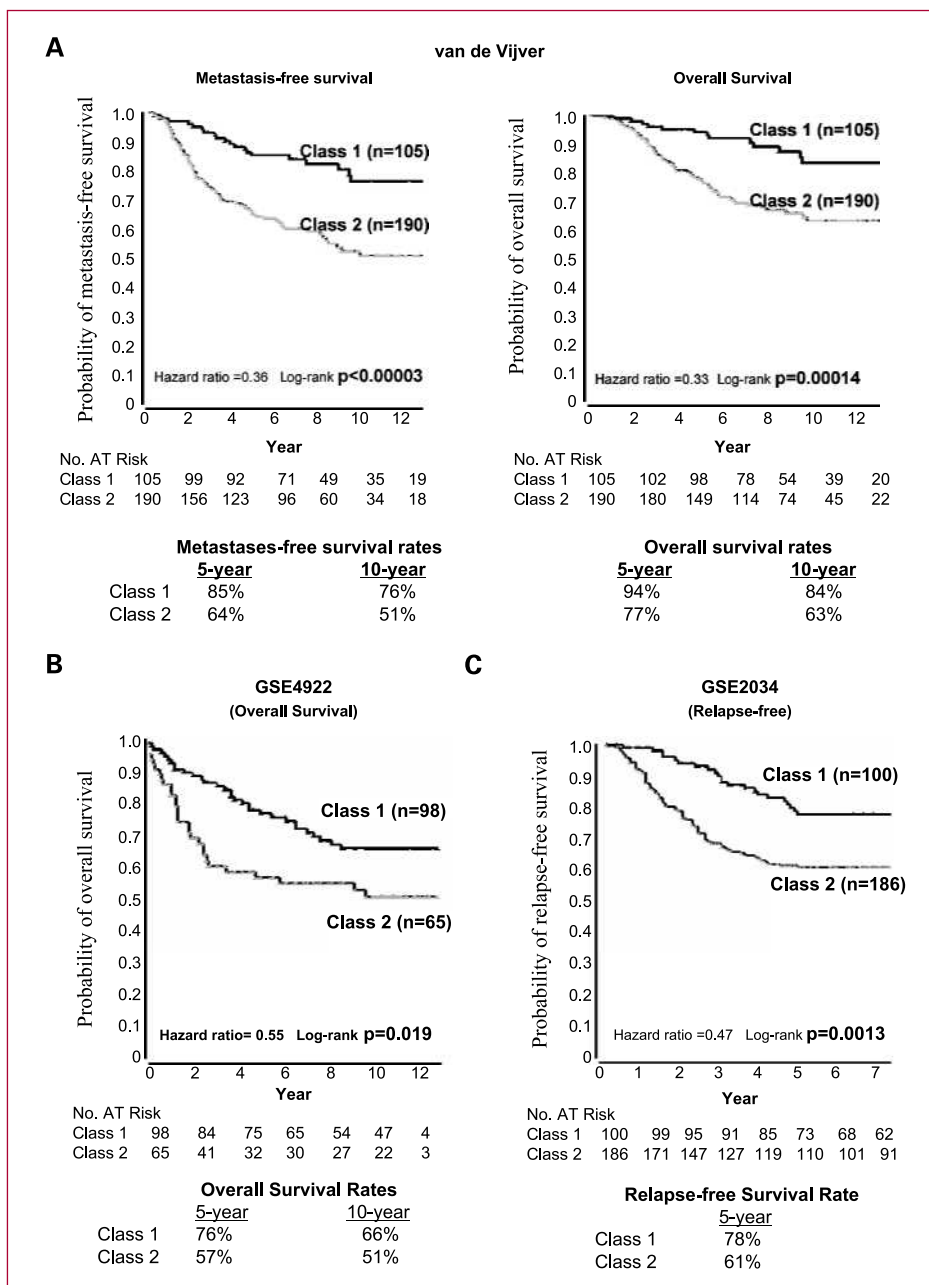 A
van de Vijver
Metastasis-free survival
Probability of metastasis-free survival
1.0
0.9
0.8
0.7
0.6
0.5
0.4
0.3
0.2
0.1
0
Class 1 (n=105)
Class 2 (n=190)
Hazard ratio =0.36 Log-rank p<0.00003
0 2 4 6 8 10 12
Year
No. AT Risk
Class 1 105 99 92 71 49 35 19
Class 2 190 156 123 96 60 34 18
Metastases-free survival rates
5-year 10-year
Class 1 85% 76%
Class 2 64% 51%
Overall Survival
Probability of overall survival
1.0
0.9
0.8
0.7
0.6
0.5
0.4
0.3
0.2
0.1
0
Class 1 (n=105)
Class 2 (n=190)
Hazard ratio =0.33 Log-rank p=0.00014
0 2 4 6 8 10 12
Year
No. AT Risk
Class 1 105 102 98 78 54 39 20
Class 2 190 180 149 114 74 45 22
Overall survival rates
5-year 10-year
94% 84%
77% 63%
B
GSE4922
(Overall Survival)
Probability of overall survival
1.0
0.9
0.8
0.7
0.6
0.5
0.4
0.3
0.2
0.1
0
Class 1 (n=98)
Class 2 (n=65)
Hazard ratio= 0.55 Log-rank p=0.019
0 2 4 6 8 10 12
Year
No. AT Risk
Class 1 98 84 75 65 54 47 4
Class 2 65 41 32 30 27 22 3
Overall Survival Rates
5-year 10-year
Class 1 76% 66%
Class 2 57% 51%
C
GSE2034
(Relapse-free)
Probability of relapse-free survival
1.0
0.9
0.8
0.7
0.6
0.5
0.4
0.3
0.2
0.1
0
Class 1 (n=100)
Class 2 (n=186)
Hazard ratio =0.47 Log-rank p=0.0013
0 1 2 3 4 5 6 7
Year
No. AT Risk
Class 1 100 99 95 91 85 73 68 62
Class 2 186 171 147 127 119 110 101 91
Relapse-free Survival Rate
5-year
Class 1 78%
Class 2 61%